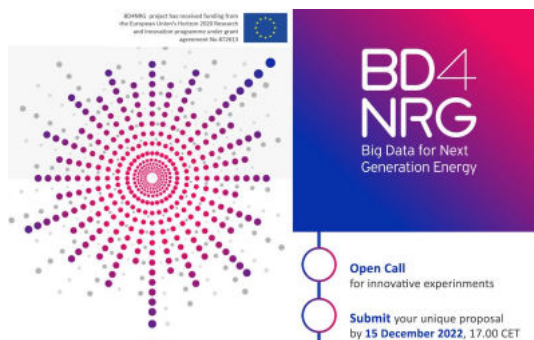 BD4NRG project has received funding from
the European Union's Horizon 2020 Research
and Innovation programme under grant
agreement No 872613
BD4
NRG
Big Data for Next
Generation Energy
Open Call
for innovative experiments
Submit your unique proposal
by 15 December 2022, 17.00 CET